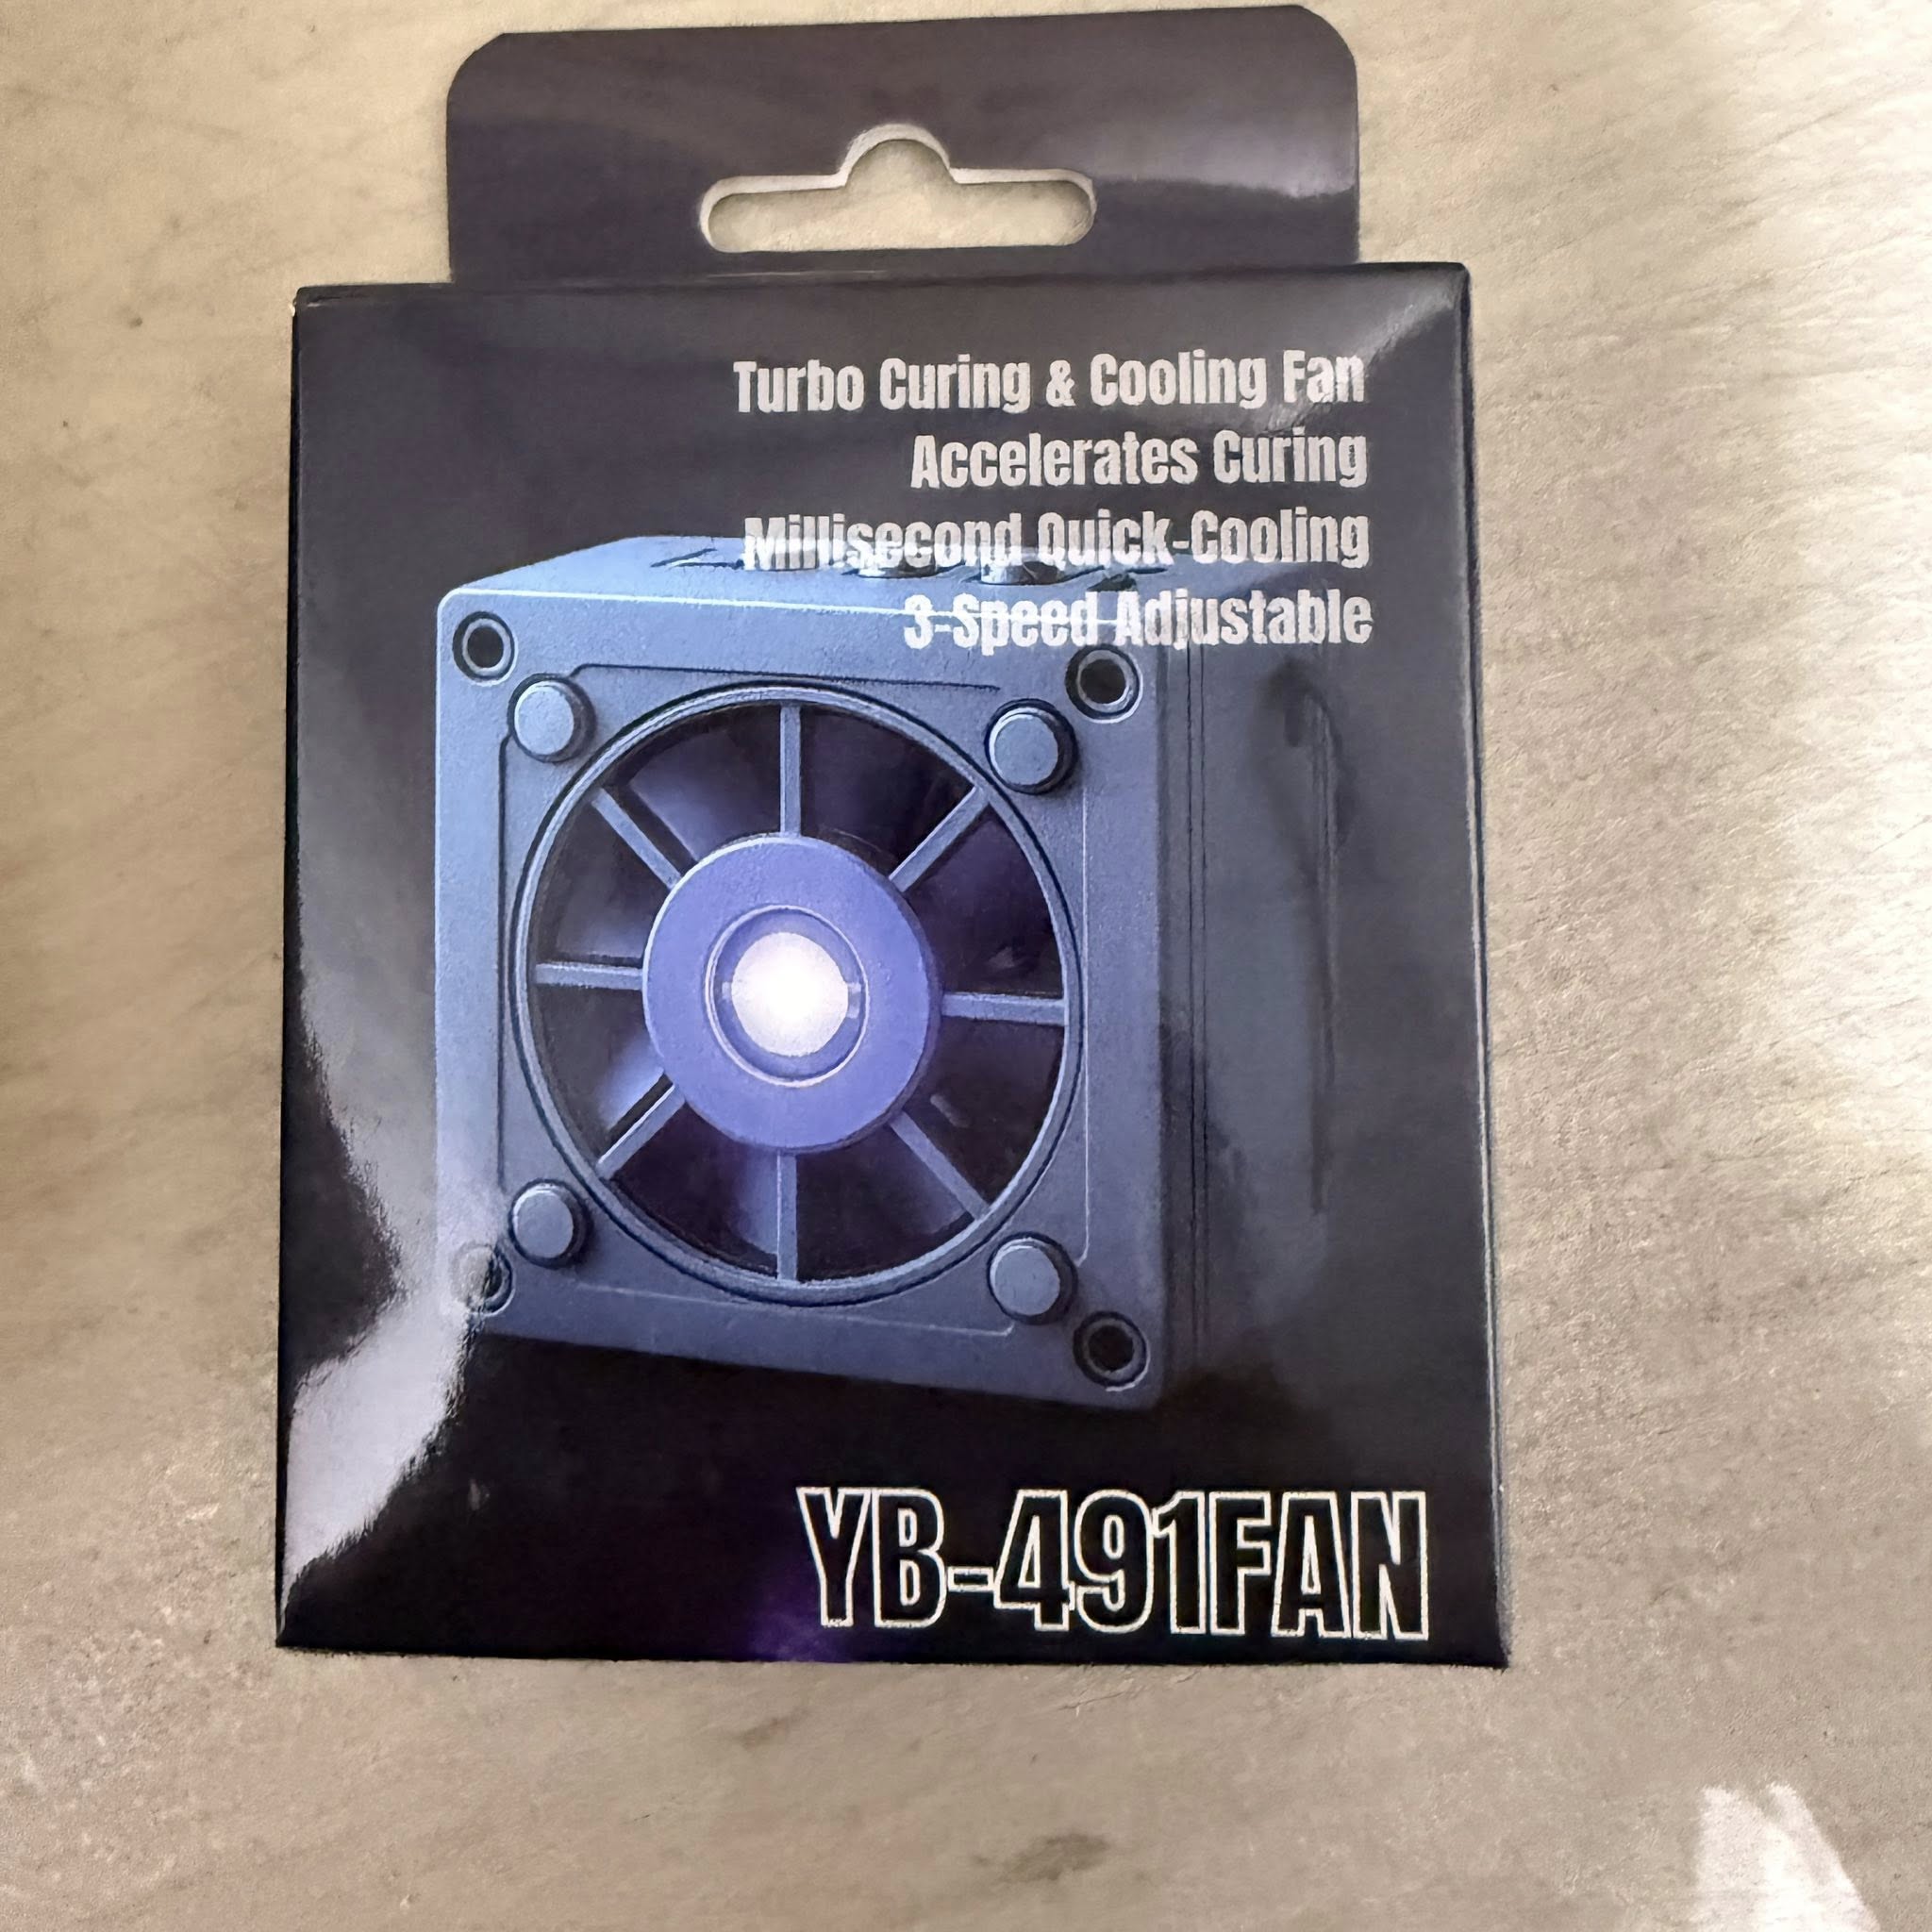 Turbo Curing & Cooling Fan
Accelerates Curing
Millisecond Quick-Cooling
3-Speed Adjustable
YB-491FAN